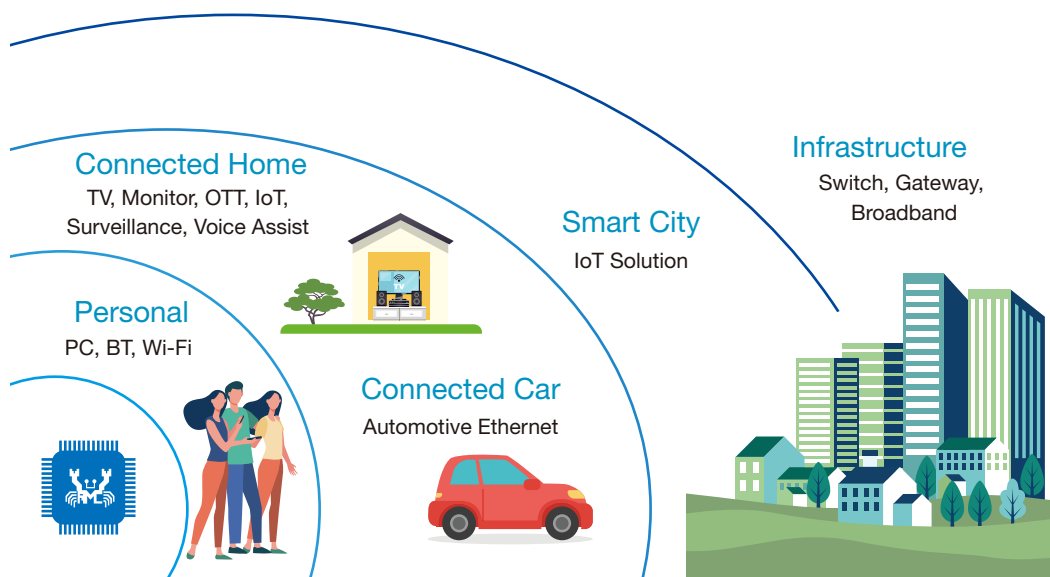 Connected Home
TV, Monitor, OTT, IoT,
Surveillance, Voice Assist
Personal
PC, BT, Wi-Fi
TV
Connected Car
Automotive Ethernet
Smart City
IoT Solution
Infrastructure
Switch, Gateway,
Broadband